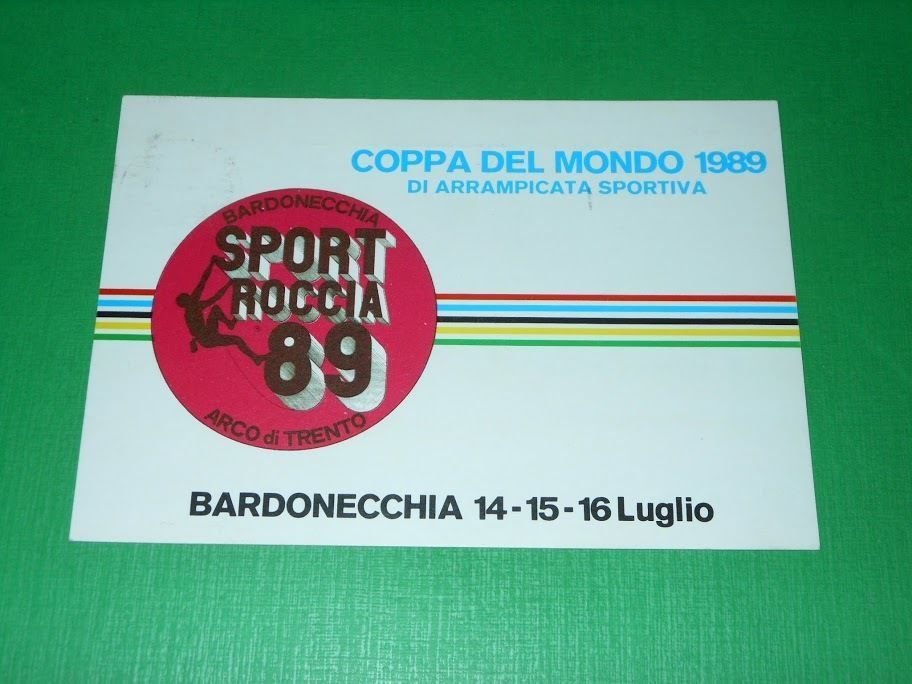 COPPA DEL MONDO 1989
DI ARRAMPICATA SPORTIVA
BARDONECCHIA
SPORT
ROCCIA
89
ARCO di TRENTO
BARDONECCHIA 14-15-16 Luglio